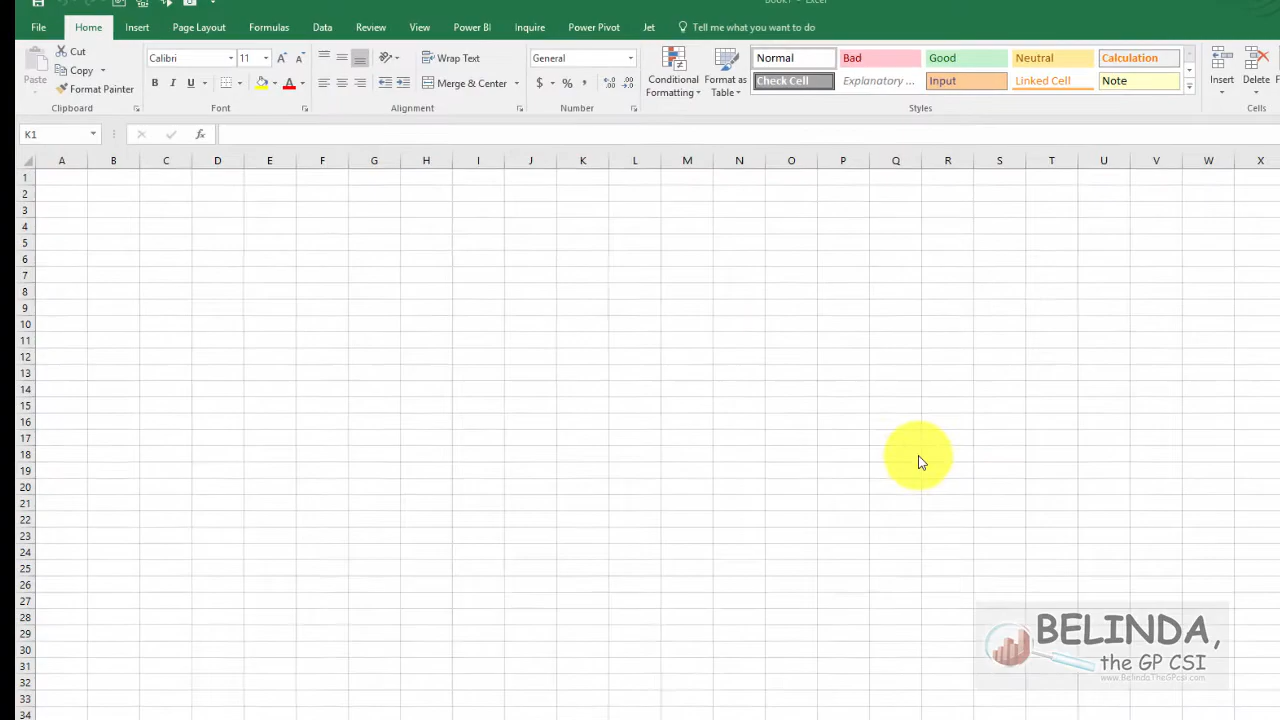 Book1 - Excel
File Home Insert Page Layout Formulas Data Review View Power BI Inquire Power Pivot Jet Tell me what you want to do
Paste
Cut
Copy
Format Painter
Clipboard
Calibri 11
B I U
Font
Wrap Text
Merge & Center
Alignment
General
$ % ,
Number
Conditional Formatting
Format as Table
Normal Bad Good Neutral Calculation
Check Cell Explanatory ... Input Linked Cell Note
Styles
Insert Delete
Cells
K1
fx
A B C D E F G H I J K L M N O P Q R S T U V W X
1
2
3
4
5
6
7
8
9
10
11
12
13
14
15
16
17
18
19
20
21
22
23
24
25
26
27
28
29
30
31
32
33
34
BELINDA,
the GP CSI
www.BelindaTheGPcsi.com